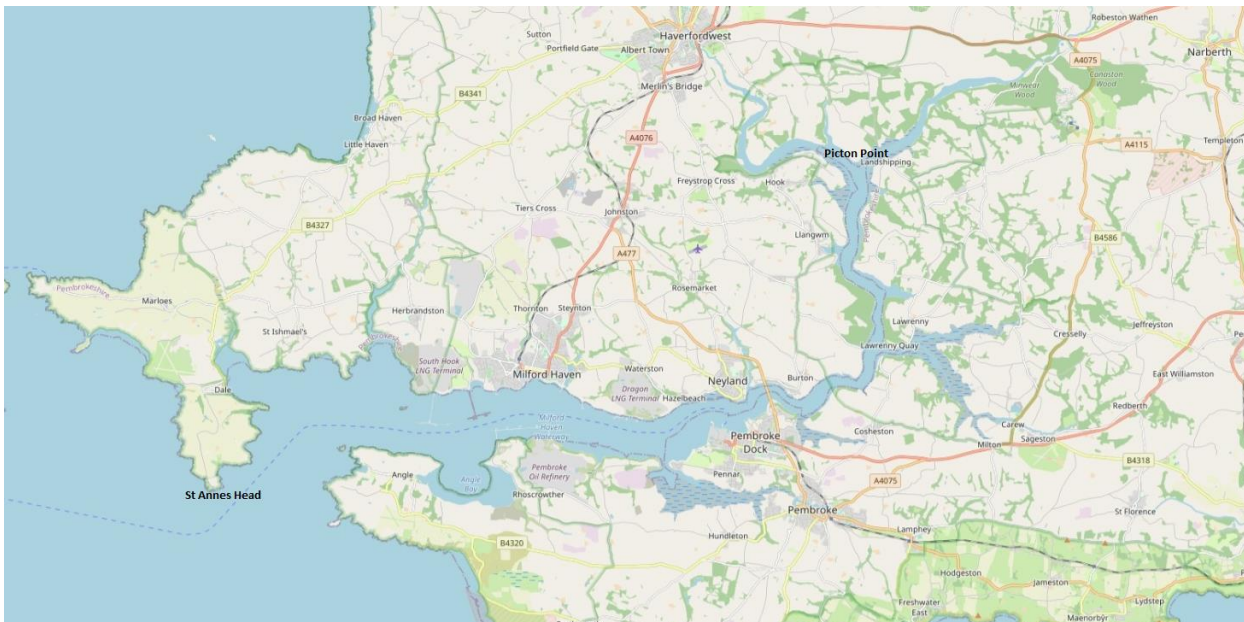 Robeston Wathen
Sutton
Haverfordwest
Portfield Gate
Albert Town
Narberth
A4075
Merlin's Bridge
Minwear
Wood
Canaston
Wood
B4341
Broad Haven
A4076
Little Haven
Picton Point
Landshipping
A4115
Templeton
Freystrop Cross
Hook
Tiers Cross
Johnston
B4327
Llangwm
B4586
A477
Pembrokeshire
Marloes
Rosemarket
Herbrandston
Thornton
Steynton
St Ishmael's
Lawrenny
Cresselly
Jeffreyston
Lawrenny Quay
South Hook
LNG Terminal
Milford Haven
Waterston
Neyland
Burton
East Williamston
Dale
Dragon
LNG Terminal
Hazelbeach
Redberth
Milford
Haven
Waterway
Pembroke
Dock
Cosheston
Carew
Milton
Sageston
B4318
Angle
Pembroke
Oil Refinery
Pennar
Angle
Bay
A4075
St Annes Head
Rhoscrowther
Pembroke
St Florence
Hundleton
Lamphey
B4320
Hodgeston
Jameston
Freshwater
East
Lydstep
Manorbŷr